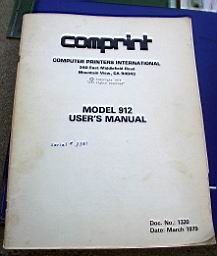 comprint
COMPUTER PRINTERS INTERNATIONAL
340 East Middlefield Road
Mountain View, CA 94043
MODEL 912
USER'S MANUAL
Serial #
Doc. No.: 1320
Date: March 1979